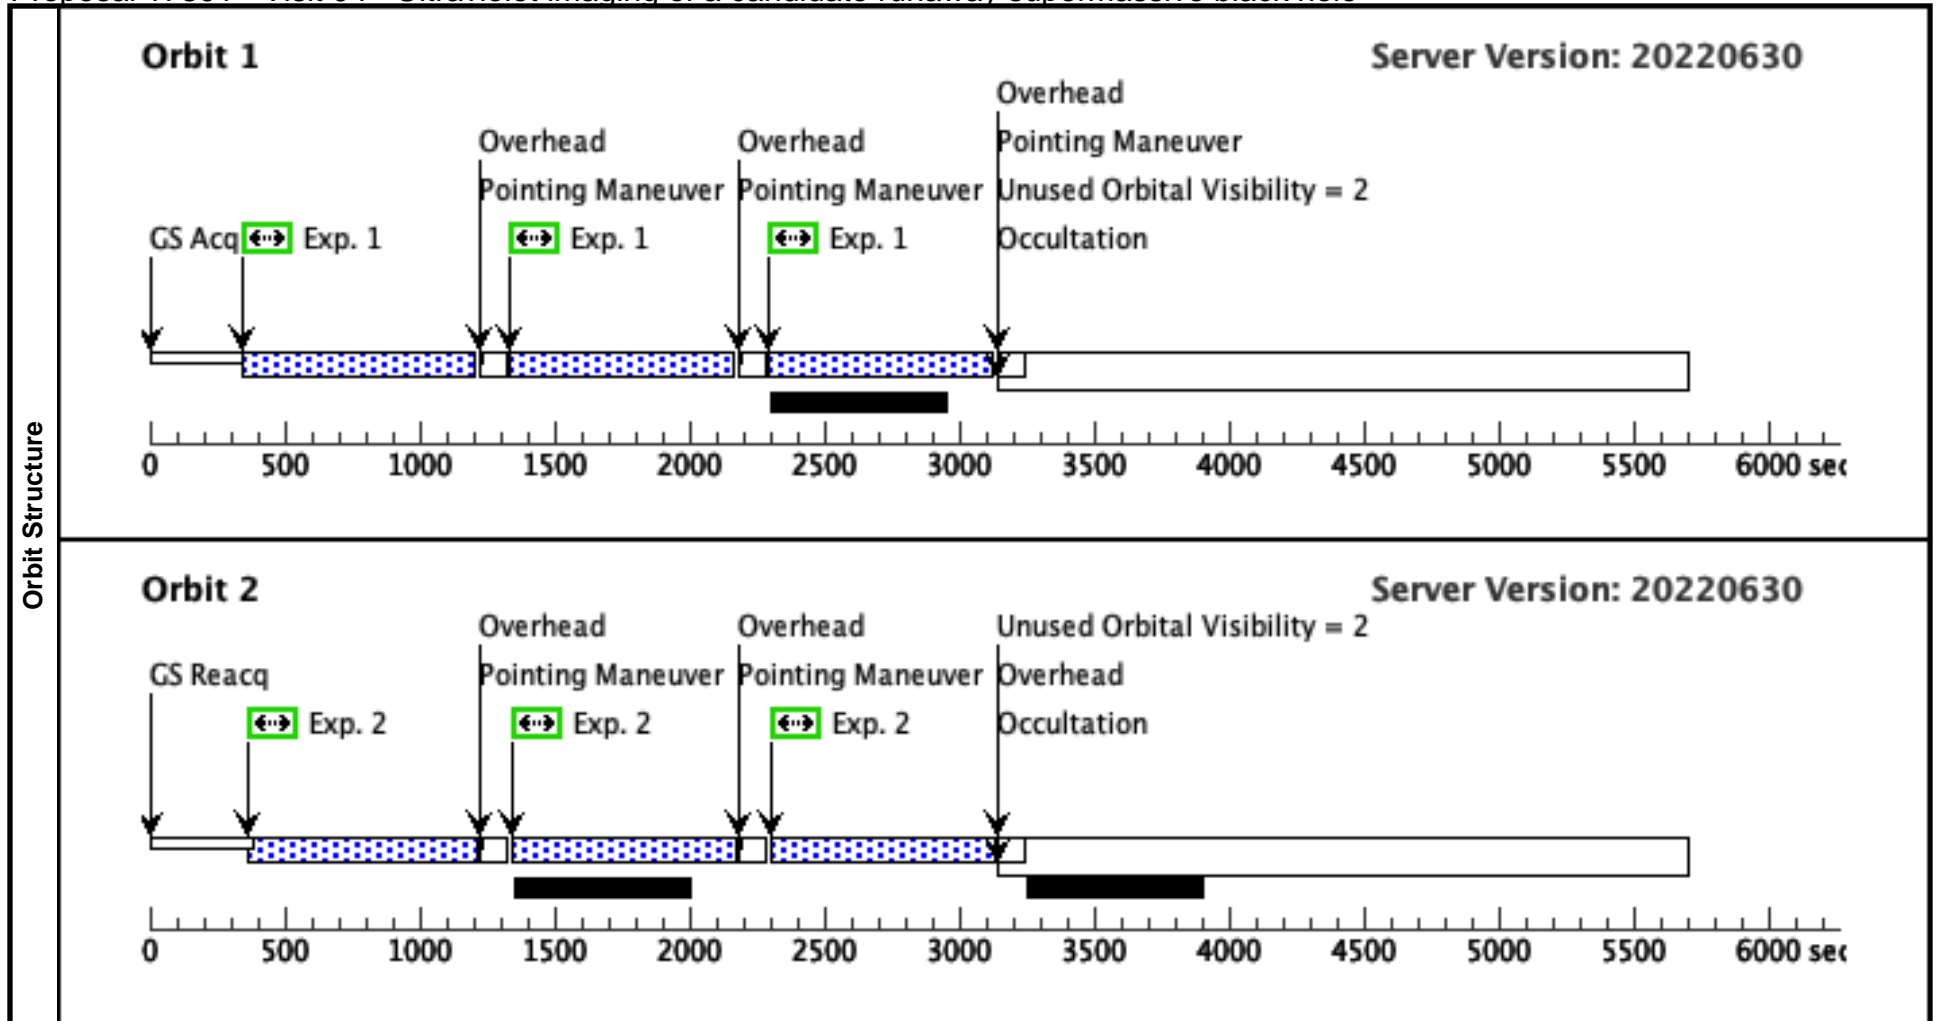 Orbit Structure
Orbit 1
Server Version: 20220630
Overhead
Overhead Overhead Pointing Maneuver
Pointing Maneuver Pointing Maneuver Unused Orbital Visibility = 2
GS Acq Exp. 1 Exp. 1 Exp. 1 Occultation
0 500 1000 1500 2000 2500 3000 3500 4000 4500 5000 5500 6000
Orbit 2
Server Version: 20220630
Overhead Overhead Unused Orbital Visibility = 2
GS Reacq Pointing Maneuver Pointing Maneuver Overhead
Exp. 2 Exp. 2 Exp. 2 Occultation
0 500 1000 1500 2000 2500 3000 3500 4000 4500 5000 5500 6000